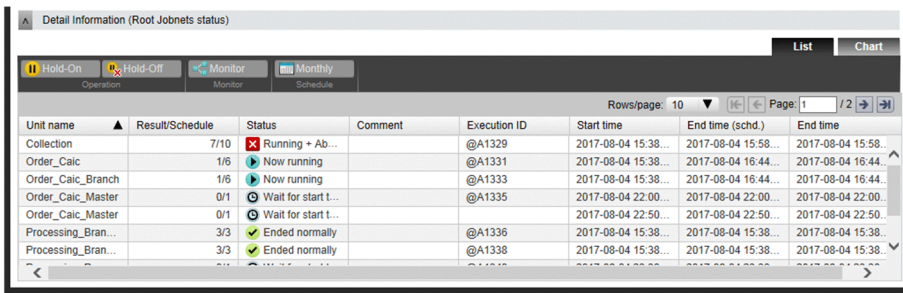 Detail Information (Root Jobnets status)
List Chart
Hold-On Hold-Off Monitor Monthly
Operation Monitor Schedule
Rows/page: 10 Page: 1 / 2
Unit name Result/Schedule Status Comment Execution ID Start time End time (schd.) End time
Collection 7/10 Running + Ab... @A1329 2017-08-04 15:38... 2017-08-04 15:58... 2017-08-04 15:58..
Order_Caic 1/6 Now running @A1331 2017-08-04 15:38... 2017-08-04 16:44... 2017-08-04 16:44..
Order_Caic_Branch 1/6 Now running @A1333 2017-08-04 15:38... 2017-08-04 16:44... 2017-08-04 16:44..
Order_Caic_Master 0/1 Wait for start t... @A1335 2017-08-04 22:00... 2017-08-04 22:00... 2017-08-04 22:00..
Order_Caic_Master 0/1 Wait for start t... 2017-08-04 22:50... 2017-08-04 22:50... 2017-08-04 22:50..
Processing_Bran... 3/3 Ended normally @A1336 2017-08-04 15:38... 2017-08-04 15:38... 2017-08-04 15:38..
Processing_Bran... 3/3 Ended normally @A1338 2017-08-04 15:38... 2017-08-04 15:38... 2017-08-04 15:38..